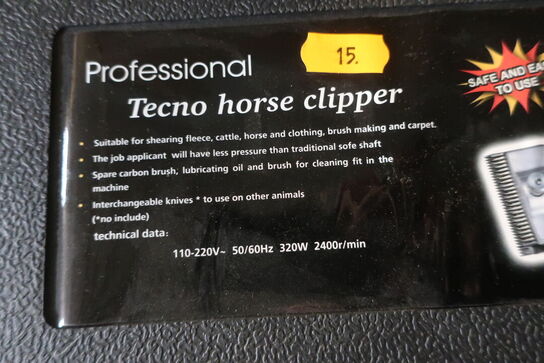 15.
Professional
Tecno horse clipper
SAFE AND EA
TO USE
• Suitable for shearing fleece, cattle, horse and clothing, brush making and carpet.
• The job applicant will have less pressure than traditional sofe shaft
• Spare carbon brush, lubricating oil and brush for cleaning fit in the
machine
• Interchangeable knives * to use on other animals
(*no include)
technical data:
110-220V~ 50/60Hz 320W 2400r/min